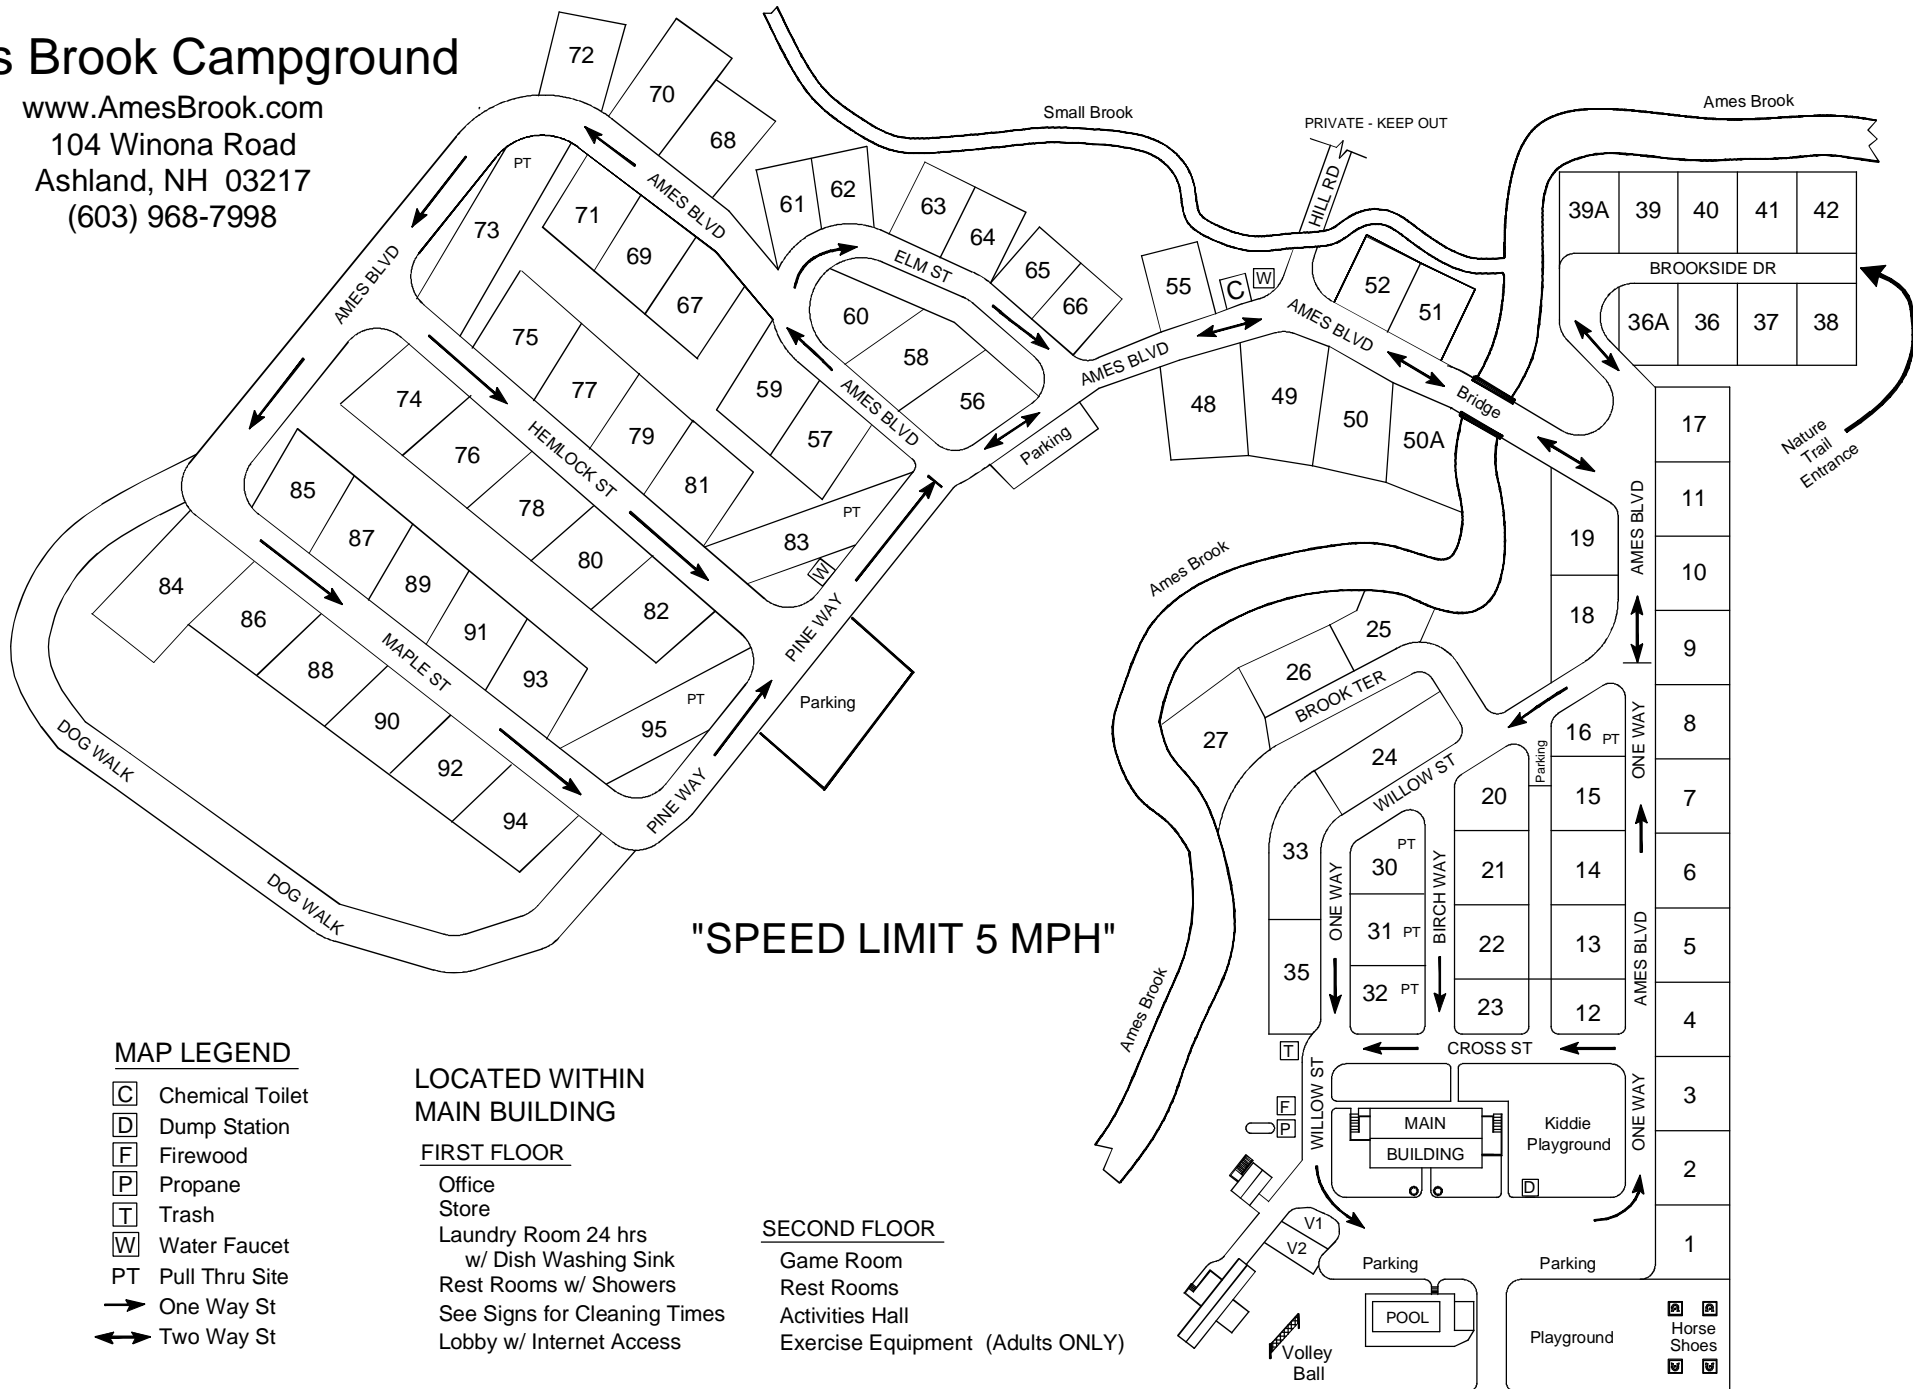 s Brook Campground
www.AmesBrook.com
104 Winona Road
Ashland, NH 03217
(603) 968-7998
72
70
68
PT
73
71
69
67
AMES BLVD
AMES BLVD
61
62
63
64
65
66
ELM ST
60
58
56
59
57
AMES BLVD
75
77
79
81
83
PT
W
HEMLOCK ST
74
76
78
80
82
85
87
89
91
93
95
PT
MAPLE ST
84
86
88
90
92
94
PINE WAY
PINE WAY
Parking
Parking
DOG WALK
DOG WALK
Small Brook
PRIVATE - KEEP OUT
HILL RD
Ames Brook
55
C
W
52
51
AMES BLVD
AMES BLVD
Bridge
48
49
50
50A
39A
39
40
41
42
BROOKSIDE DR
36A
36
37
38
Nature
Trail
Entrance
17
11
10
9
8
7
6
5
4
3
2
1
AMES BLVD
19
18
Ames Brook
25
26
27
BROOK TER
24
WILLOW ST
16 PT
15
14
13
12
Parking
ONE WAY
AMES BLVD
ONE WAY
20
21
22
23
BIRCH WAY
30
PT
31 PT
32 PT
ONE WAY
33
35
CROSS ST
T
F
P
WILLOW ST
MAIN
BUILDING
Kiddie
Playground
D
V1
V2
Parking
Parking
POOL
Playground
Horse
Shoes
Volley
Ball
Ames Brook
"SPEED LIMIT 5 MPH"
MAP LEGEND
C Chemical Toilet
D Dump Station
F Firewood
P Propane
T Trash
W Water Faucet
PT Pull Thru Site
One Way St
Two Way St
LOCATED WITHIN
MAIN BUILDING
FIRST FLOOR
Office
Store
Laundry Room 24 hrs
w/ Dish Washing Sink
Rest Rooms w/ Showers
See Signs for Cleaning Times
Lobby w/ Internet Access
SECOND FLOOR
Game Room
Rest Rooms
Activities Hall
Exercise Equipment (Adults ONLY)